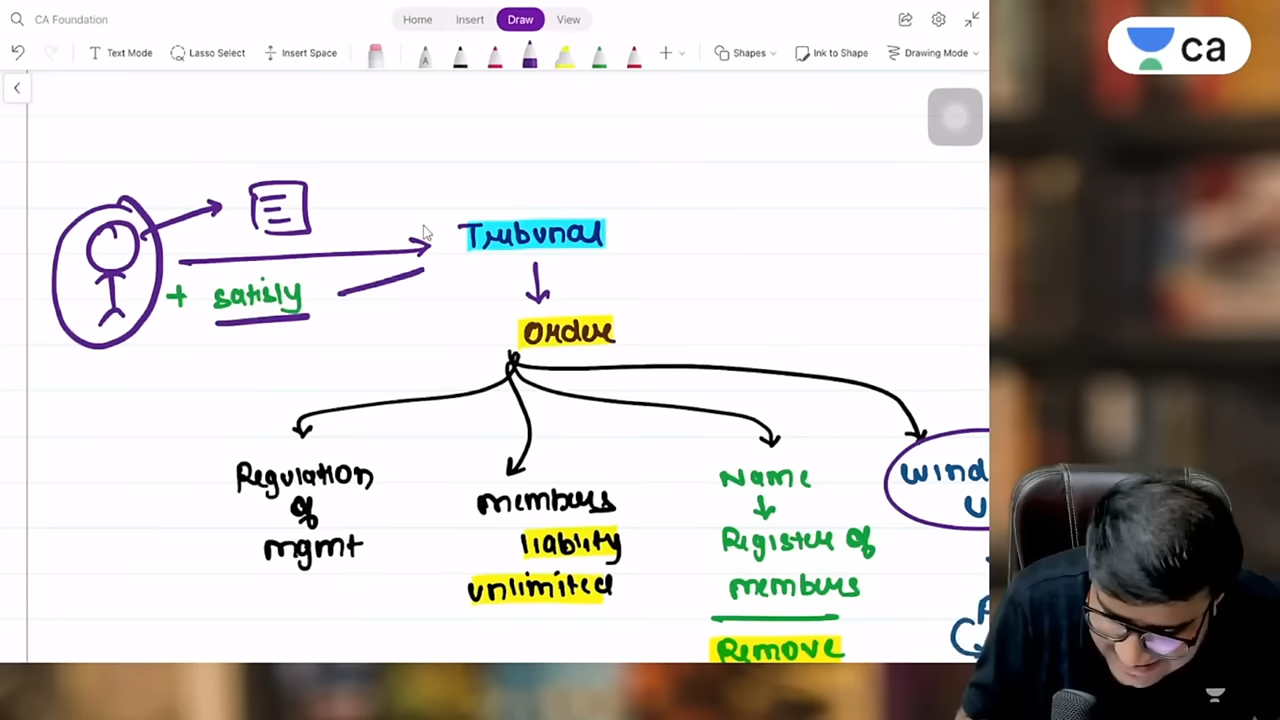 CA Foundation
Home Insert Draw View
Text Mode Lasso Select Insert Space Shapes Ink to Shape Drawing Mode
ca
Tribunal
+ satisfy
Order
Regulation of mgmt
members liablity unlimited
Name
Register of members
Remove
Wind
U